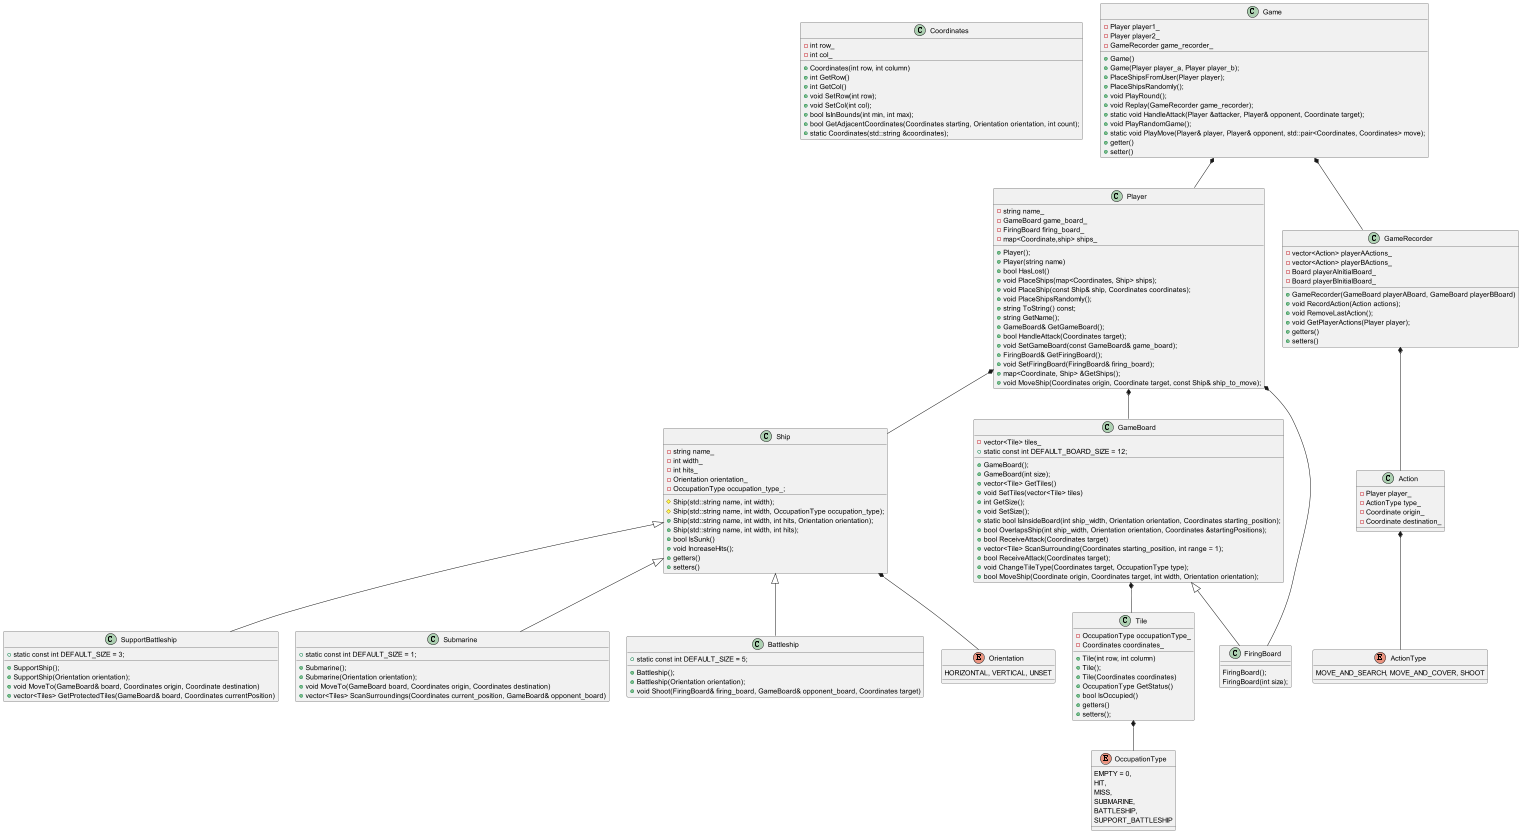 Coordinates
int row_
int col_
Coordinates(int row, int column)
int GetRow()
int GetCol()
void SetRow(int row);
void SetCol(int col);
bool IsInBounds(int min, int max);
bool GetAdjacentCoordinates(Coordinates starting, Orientation orientation, int count);
static Coordinates(std::string &coordinates);
Game
Player player1_
Player player2_
GameRecorder game_recorder_
Game()
Game(Player player_a, Player player_b);
PlaceShipsFromUser(Player player);
PlaceShipsRandomly();
void PlayRound();
void Replay(GameRecorder game_recorder);
static void HandleAttack(Player &attacker, Player& opponent, Coordinate target);
void PlayRandomGame();
static void PlayMove(Player& player, Player& opponent, std::pair<Coordinates, Coordinates> move);
getter()
setter()
Player
string name_
GameBoard game_board_
FiringBoard firing_board_
map<Coordinate,ship> ships_
Player();
Player(string name)
bool HasLost()
void PlaceShips(map<Coordinates, Ship> ships);
void PlaceShip(const Ship& ship, Coordinates coordinates);
void PlaceShipsRandomly();
string ToString() const;
string GetName();
GameBoard& GetGameBoard();
bool HandleAttack(Coordinates target);
void SetGameBoard(const GameBoard& game_board);
FiringBoard& GetFiringBoard();
void SetFiringBoard(FiringBoard& firing_board);
map<Coordinate, Ship> &GetShips();
void MoveShip(Coordinates origin, Coordinate target, const Ship& ship_to_move);
GameRecorder
vector<Action> playerAActions_
vector<Action> playerBActions_
Board playerAInitialBoard_
Board playerBInitialBoard_
GameRecorder(GameBoard playerABoard, GameBoard playerBBoard)
void RecordAction(Action actions);
void RemoveLastAction();
void GetPlayerActions(Player player);
getters()
setters()
Ship
string name_
int width_
int hits_
Orientation orientation_
OccupationType occupation_type_;
Ship(std::string name, int width);
Ship(std::string name, int width, OccupationType occupation_type);
Ship(std::string name, int width, int hits, Orientation orientation);
Ship(std::string name, int width, int hits);
bool IsSunk()
void IncreaseHits();
getters()
setters()
GameBoard
vector<Tile> tiles_
static const int DEFAULT_BOARD_SIZE = 12;
GameBoard();
GameBoard(int size);
vector<Tile> GetTiles()
void SetTiles(vector<Tile> tiles)
int GetSize();
void SetSize();
static bool IsInsideBoard(int ship_width, Orientation orientation, Coordinates starting_position);
bool OverlapsShip(int ship_width, Orientation orientation, Coordinates &startingPositions);
bool ReceiveAttack(Coordinates target)
vector<Tile> ScanSurrounding(Coordinates starting_position, int range = 1);
bool ReceiveAttack(Coordinates target);
void ChangeTileType(Coordinates target, OccupationType type);
bool MoveShip(Coordinate origin, Coordinates target, int width, Orientation orientation);
Action
Player player_
ActionType type_
Coordinate origin_
Coordinate destination_
SupportBattleship
static const int DEFAULT_SIZE = 3;
SupportShip();
SupportShip(Orientation orientation);
void MoveTo(GameBoard& board, Coordinates origin, Coordinate destination)
vector<Tiles> GetProtectedTiles(GameBoard& board, Coordinates currentPosition)
Submarine
static const int DEFAULT_SIZE = 1;
Submarine();
Submarine(Orientation orientation);
void MoveTo(GameBoard board, Coordinates origin, Coordinate destination)
vector<Tiles> ScanSurroundings(Coordinates current_position, GameBoard& opponent_board)
Battleship
static const int DEFAULT_SIZE = 5;
Battleship();
Battleship(Orientation orientation);
void Shoot(FiringBoard& firing_board, GameBoard& opponent_board, Coordinates target)
Orientation
HORIZONTAL, VERTICAL, UNSET
Tile
OccupationType occupationType_
Coordinates coordinates_
Tile(int row, int column)
Tile();
Tile(Coordinates coordinates)
OccupationType GetStatus()
bool IsOccupied()
getters()
setters();
FiringBoard
FiringBoard();
FiringBoard(int size);
ActionType
MOVE_AND_SEARCH, MOVE_AND_COVER, SHOOT
OccupationType
EMPTY = 0,
HIT,
MISS,
SUBMARINE,
BATTLESHIP,
SUPPORT_BATTLESHIP